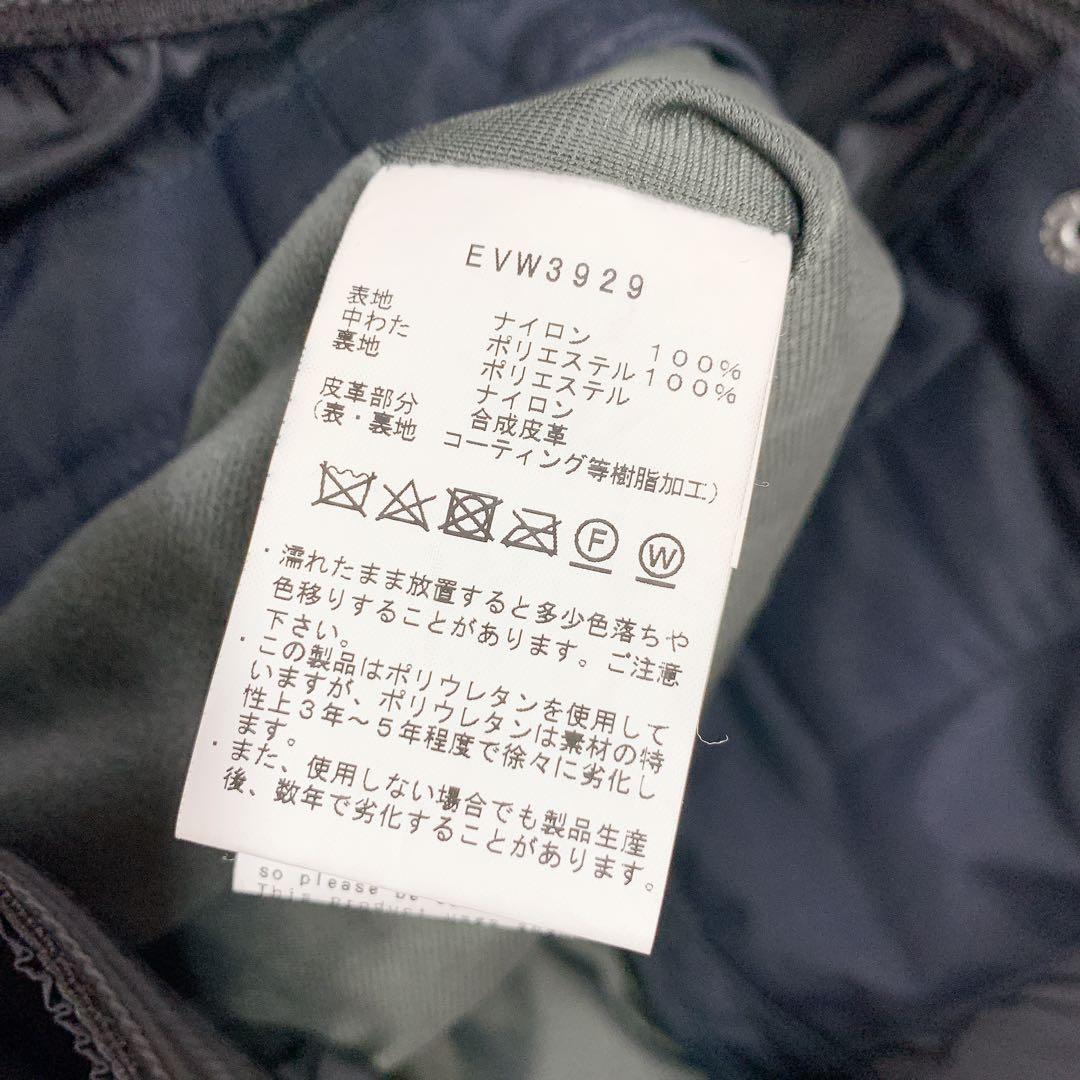 EVW3929
表地 ナイロン 100%
中わた ポリエステル 100%
裏地 ポリエステル
ナイロン
皮革部分 合成皮革
(表・裏地 コーティング等樹脂加工)
F W
・濡れたまま放置すると多少色落ちや
色移りすることがあります。ご注意
下さい。
・この製品はポリウレタンを使用して
いますが、ポリウレタンは素材の特
性上3年～5年程度で徐々に劣化し
ます。
・また、使用しない場合でも製品生産
後、数年で劣化することがあります。
so please be
This product